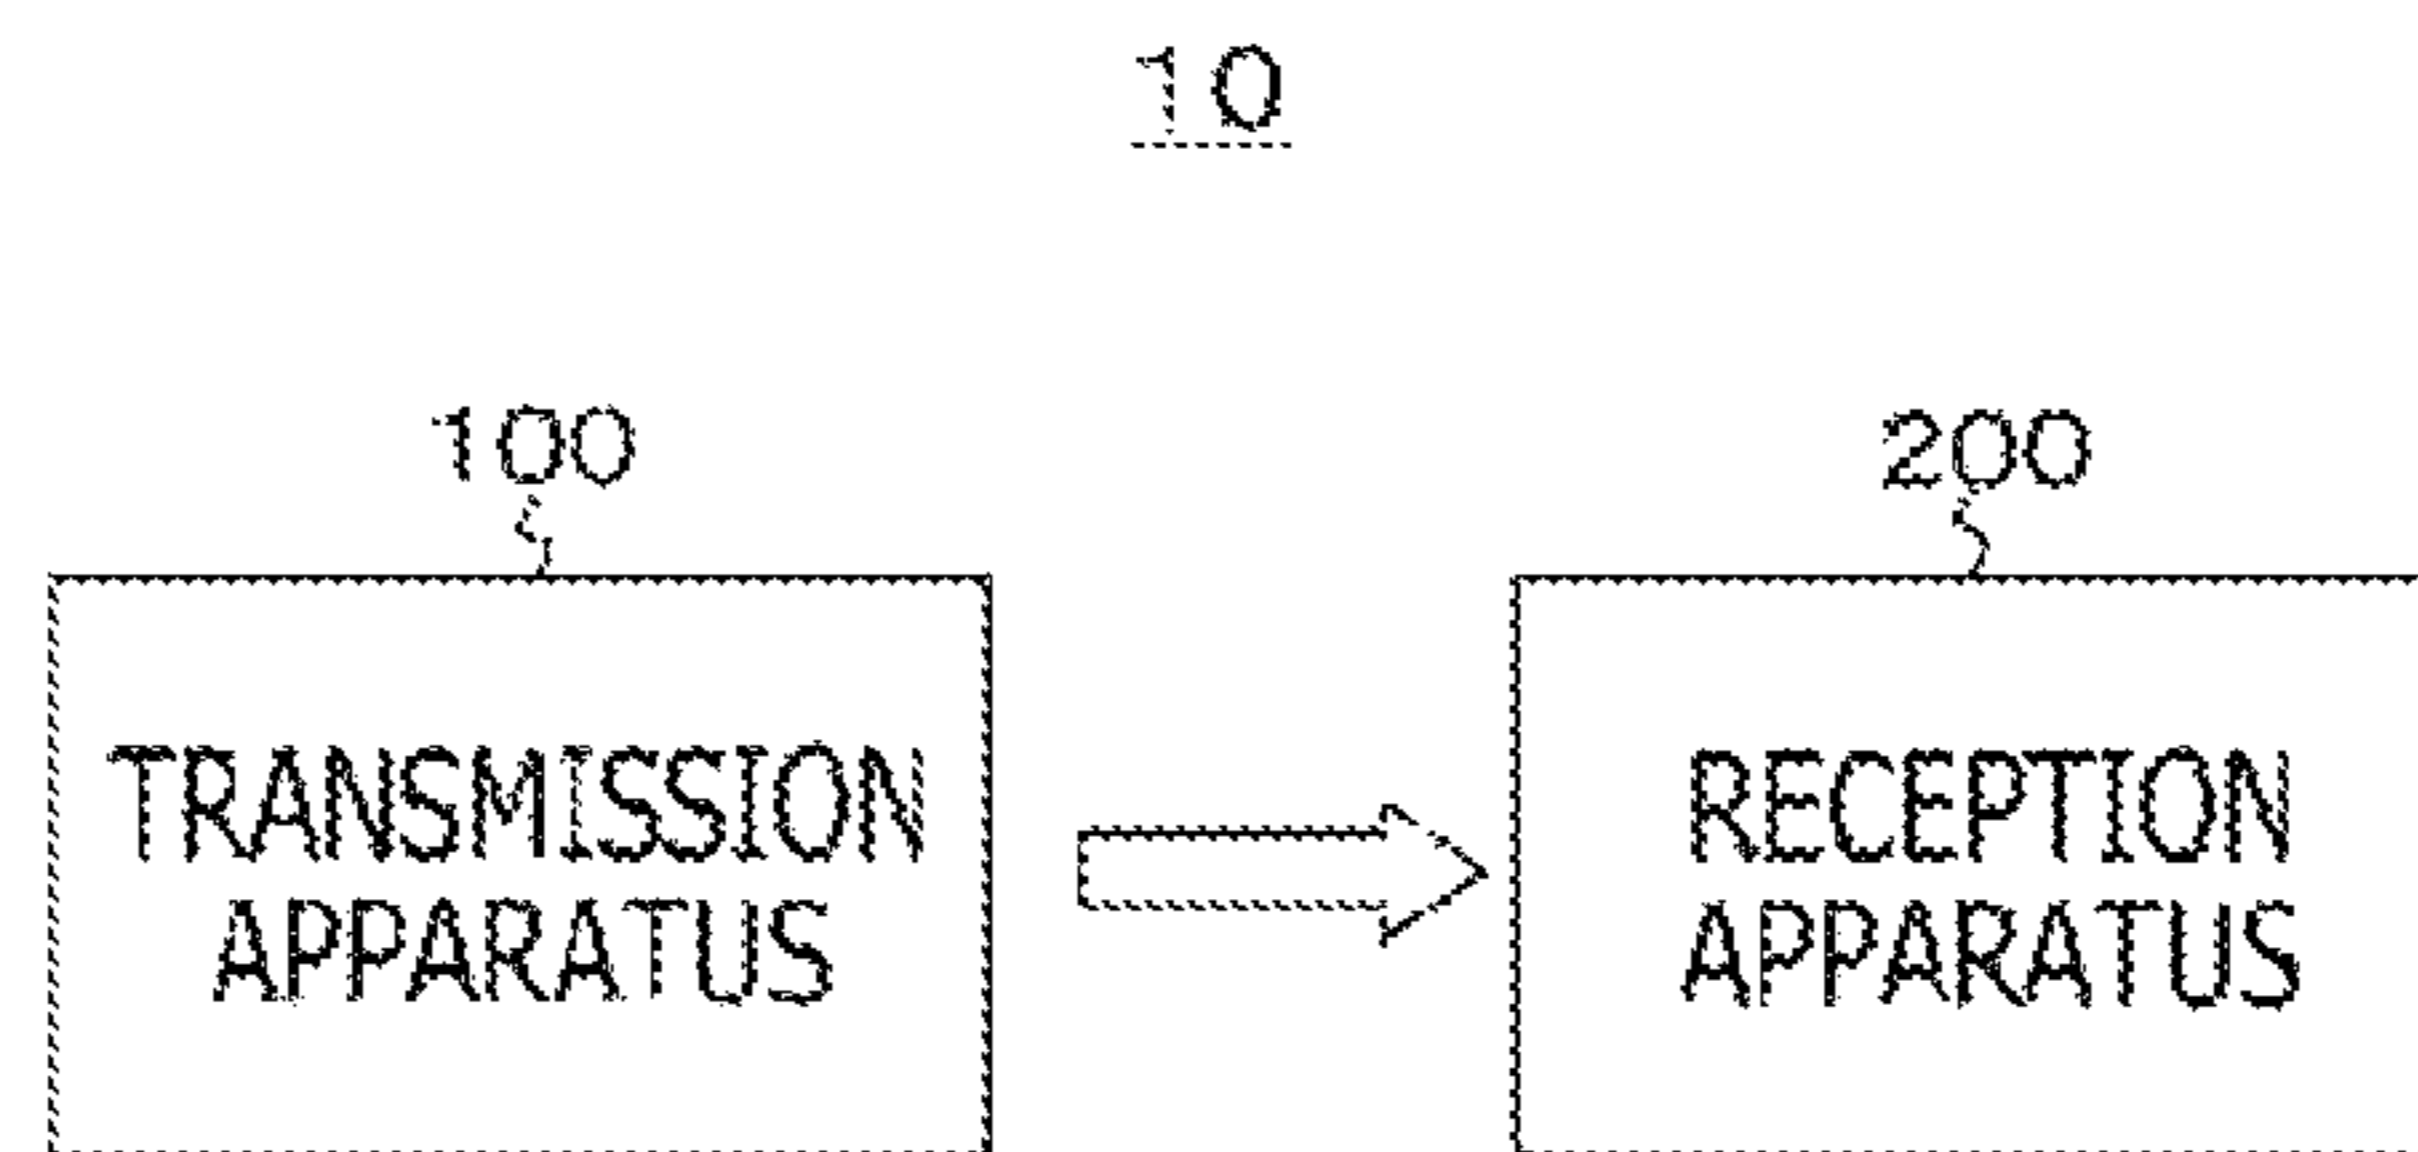 10
100
200
TRANSMISSION
APPARATUS
RECEPTION
APPARATUS